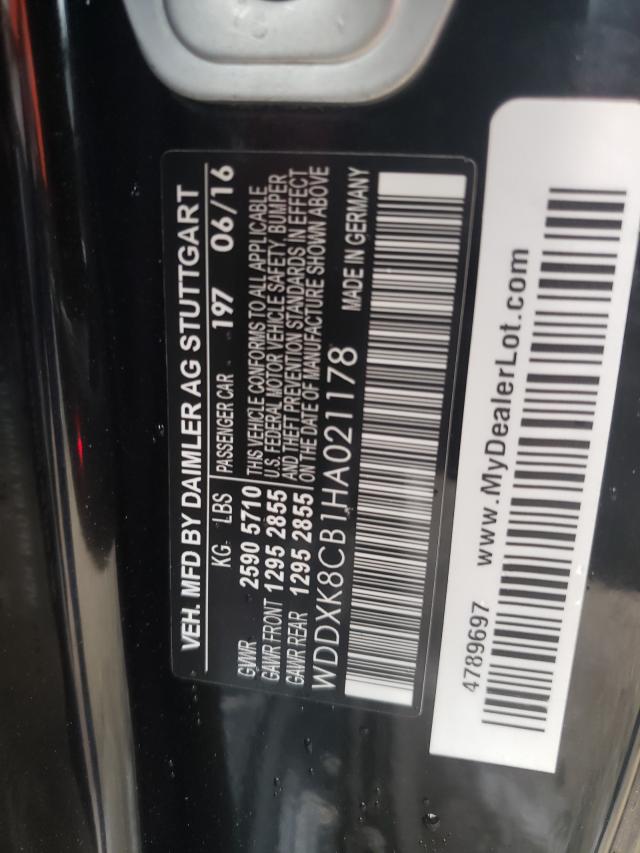 VEH. MFD BY DAIMLER AG STUTTGART
KG LBS PASSENGER CAR 197 06/16
GVWR 2590 5710 THIS VEHICLE CONFORMS TO ALL APPLICABLE
GAWR FRONT 1295 2855 U.S. FEDERAL MOTOR VEHICLE SAFETY, BUMPER
GAWR REAR 1295 2855 AND THEFT PREVENTION STANDARDS IN EFFECT
ON THE DATE OF MANUFACTURE SHOWN ABOVE
WDDXK8CB1HA021178 MADE IN GERMANY
4789697 www.MyDealerLot.com